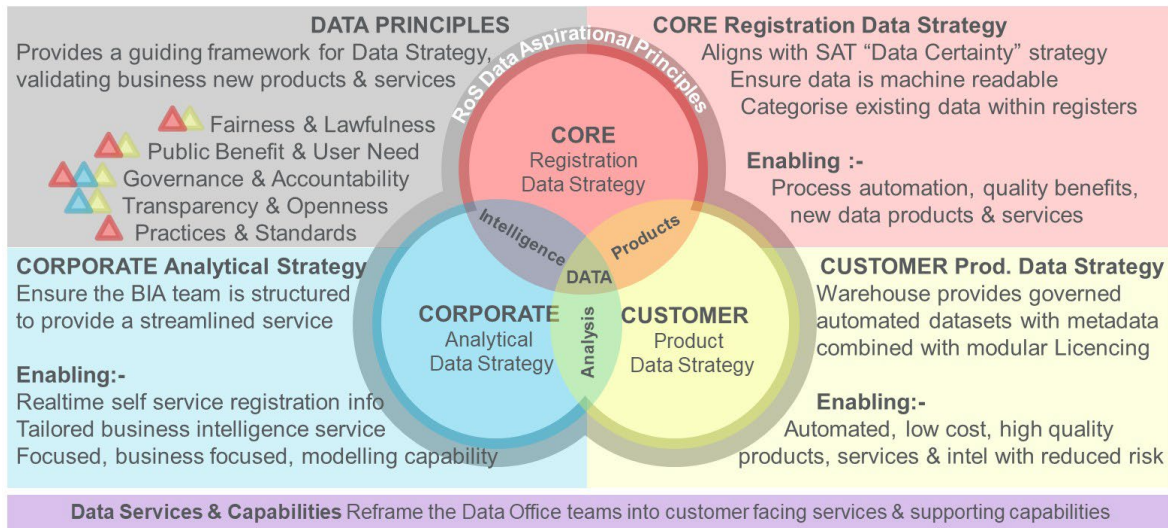 DATA PRINCIPLES
Provides a guiding framework for Data Strategy,
validating business new products & services
Fairness & Lawfulness
Public Benefit & User Need
Governance & Accountability
Transparency & Openness
Practices & Standards
CORE Registration Data Strategy
Aligns with SAT “Data Certainty” strategy
Ensure data is machine readable
Categorise existing data within registers
Enabling :-
Process automation, quality benefits,
new data products & services
RoS Data Aspirational Principles
CORE
Registration
Data Strategy
Intelligence
Products
DATA
Analysis
CORPORATE
Analytical
Data Strategy
CUSTOMER
Product
Data Strategy
CORPORATE Analytical Strategy
Ensure the BIA team is structured
to provide a streamlined service
Enabling:-
Realtime self service registration info
Tailored business intelligence service
Focused, business focused, modelling capability
CUSTOMER Prod. Data Strategy
Warehouse provides governed
automated datasets with metadata
combined with modular Licencing
Enabling:-
Automated, low cost, high quality
products, services & intel with reduced risk
Data Services & Capabilities Reframe the Data Office teams into customer facing services & supporting capabilities